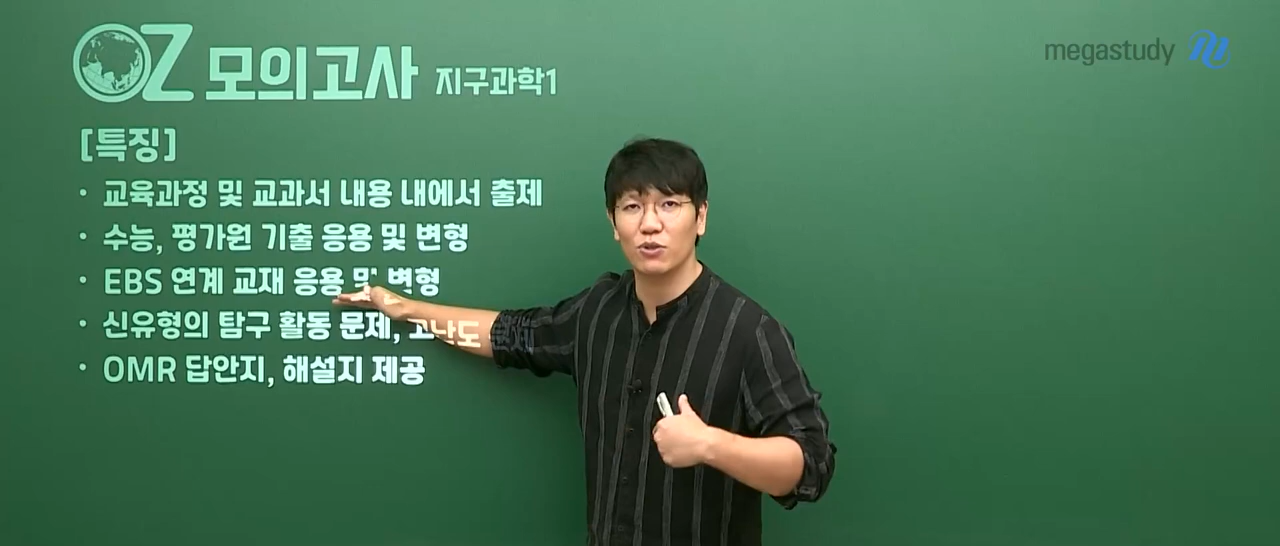 OZ 모의고사 지구과학1
megastudy
[특징]
• 교육과정 및 교과서 내용 내에서 출제
• 수능, 평가원 기출 응용 및 변형
• EBS 연계 교재 응용 및 변형
• 신유형의 탐구 활동 문제, 고난도
• OMR 답안지, 해설지 제공